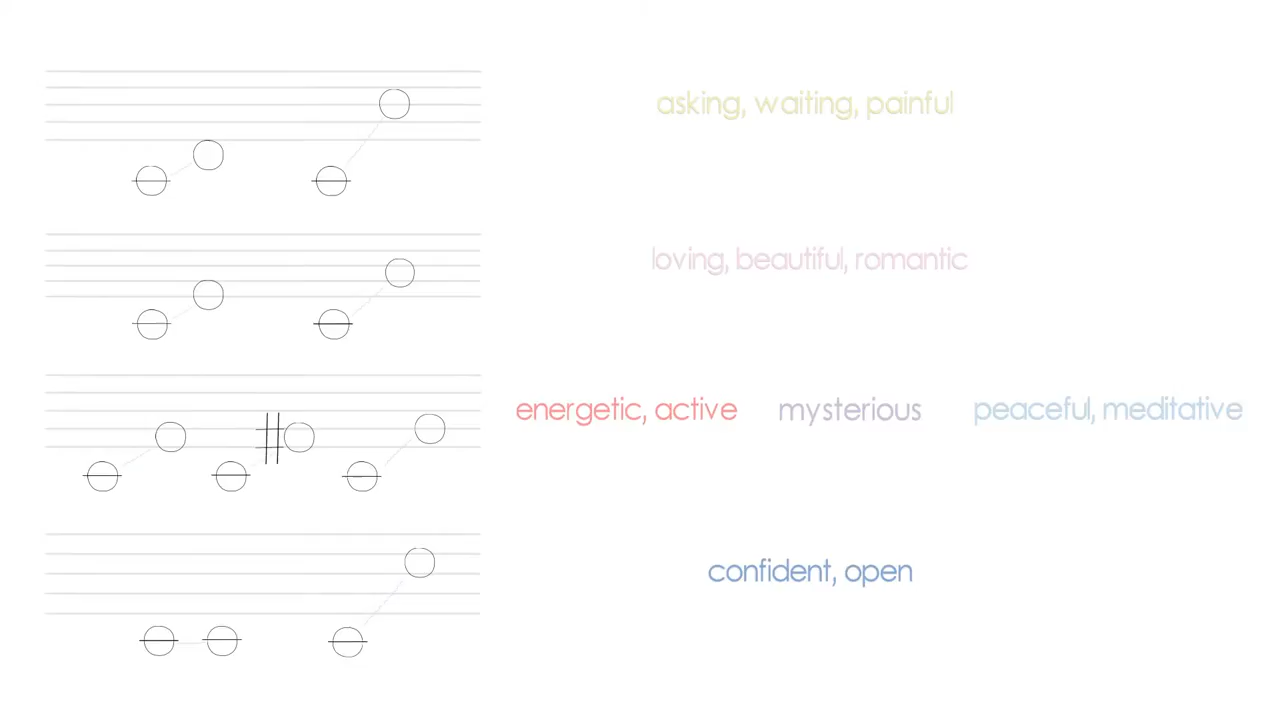 asking, waiting, painful
loving, beautiful, romantic
energetic, active mysterious peaceful, meditative
confident, open